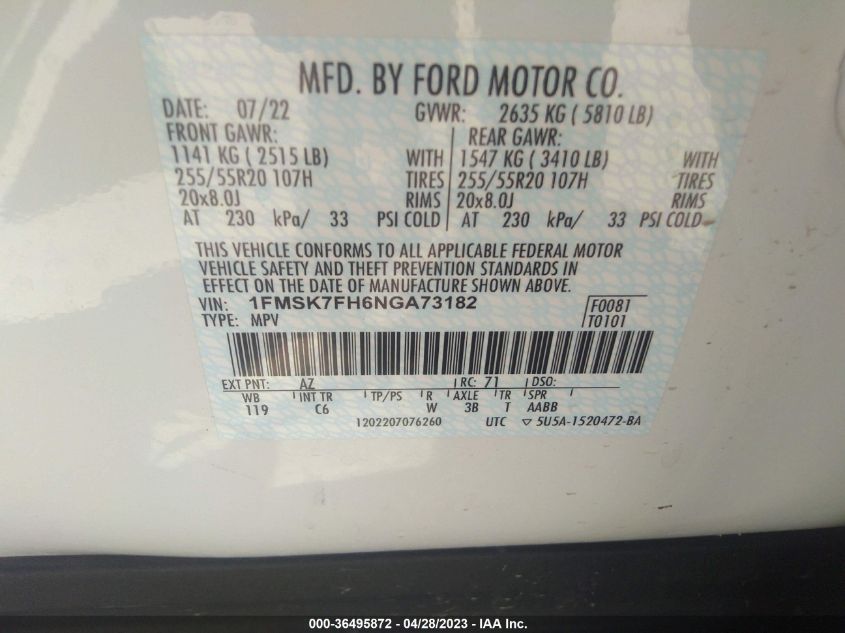 MFD. BY FORD MOTOR CO.
DATE: 07/22 GVWR: 2635 KG ( 5810 LB)
FRONT GAWR: REAR GAWR:
1141 KG ( 2515 LB) WITH 1547 KG ( 3410 LB) WITH
255/55R20 107H TIRES 255/55R20 107H TIRES
20x8.0J RIMS 20x8.0J RIMS
AT 230 kPa/ 33 PSI COLD AT 230 kPa/ 33 PSI COLD
THIS VEHICLE CONFORMS TO ALL APPLICABLE FEDERAL MOTOR
VEHICLE SAFETY AND THEFT PREVENTION STANDARDS IN
EFFECT ON THE DATE OF MANUFACTURE SHOWN ABOVE.
VIN: 1FMSK7FH6NGA73182 F0081
TYPE: MPV T0101
EXT PNT: AZ RC: 71 DSO:
WB INT TR TP/PS R AXLE TR SPR
119 C6 W 3B T AABB
1202207076260 UTC ▽ 5U5A-1520472-BA
000-36495872 - 04/28/2023 - IAA Inc.